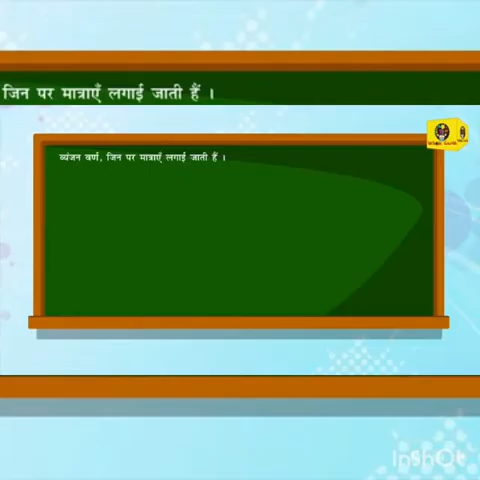 जिन पर मात्राएँ लगाई जाती हैं ।
व्यंजन वर्ण, जिन पर मात्राएँ लगाई जाती हैं ।
InShOt